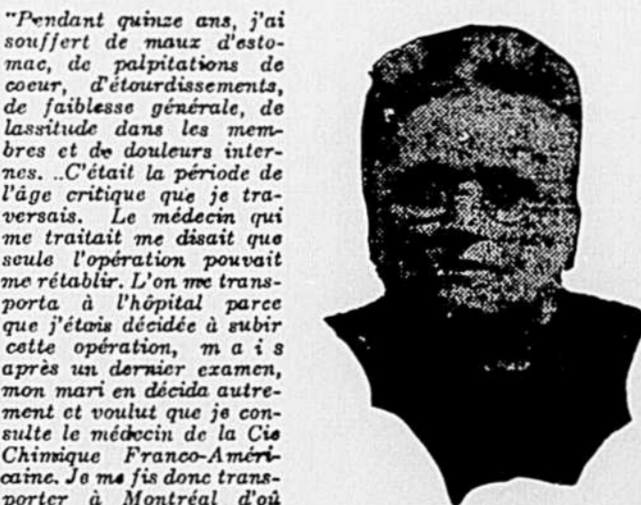 "Pendant quinze ans, j'ai
souffert de maux d'esto-
mac, de palpitations de
coeur, d'étourdissements,
de faiblesse générale, de
lassitude dans les mem-
bres et de douleurs inter-
nes. ..C'était la période de
l'âge critique que je tra-
versais. Le médecin qui
me traitait me disait que
seule l'opération pouvait
me rétablir. L'on me trans-
porta à l'hôpital parce
que j'étais décidée à subir
cette opération, mais
après un dernier examen,
mon mari en décida autre-
ment et voulut que je con-
sulte le médecin de la Cie
Chimique Franco-Améri-
caine. Je me fis donc trans-
porter à Montréal d'où